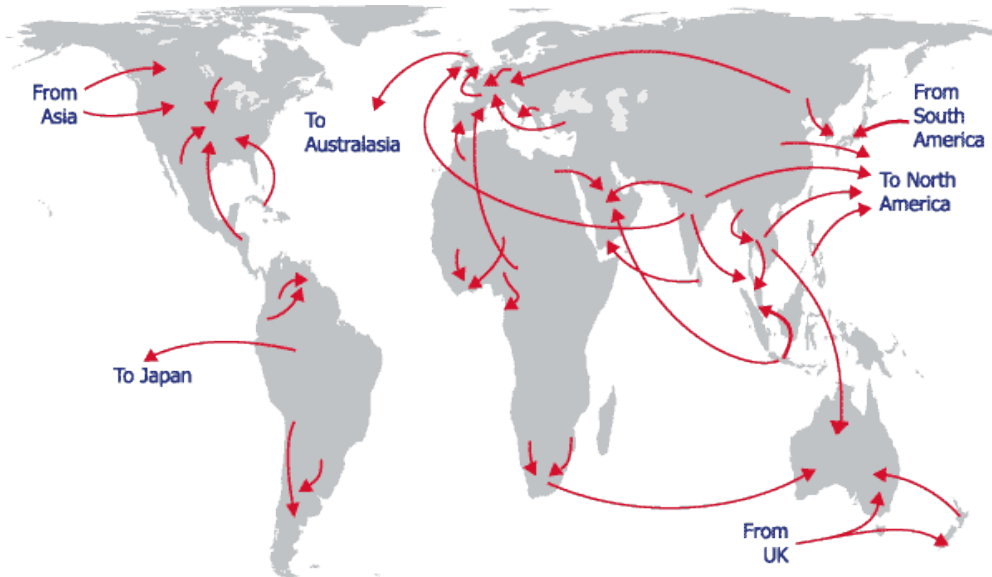 From
Asia
To
Australasia
From
South
America
To North
America
To Japan
From
UK